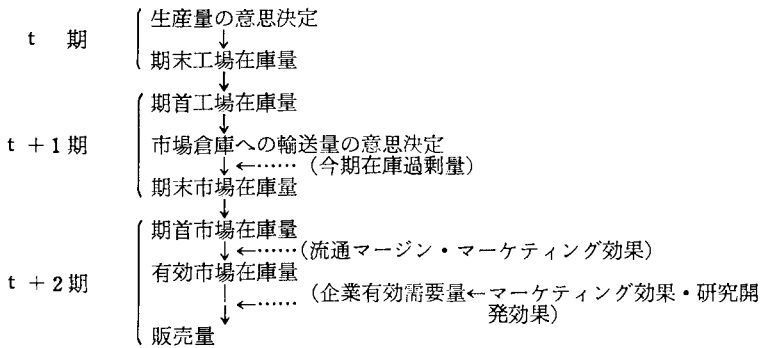 生産量の意思決定
t 期
期末工場在庫量
期首工場在庫量
t +1期
市場倉庫への輸送量の意思決定
←…… (今期在庫過剰量)
期末市場在庫量
期首市場在庫量
←……(流通マージン・マーケティング効果)
有効市場在庫量
t +2期
←…… (企業有効需要量←マーケティング効果・研究開
発効果)
販売量